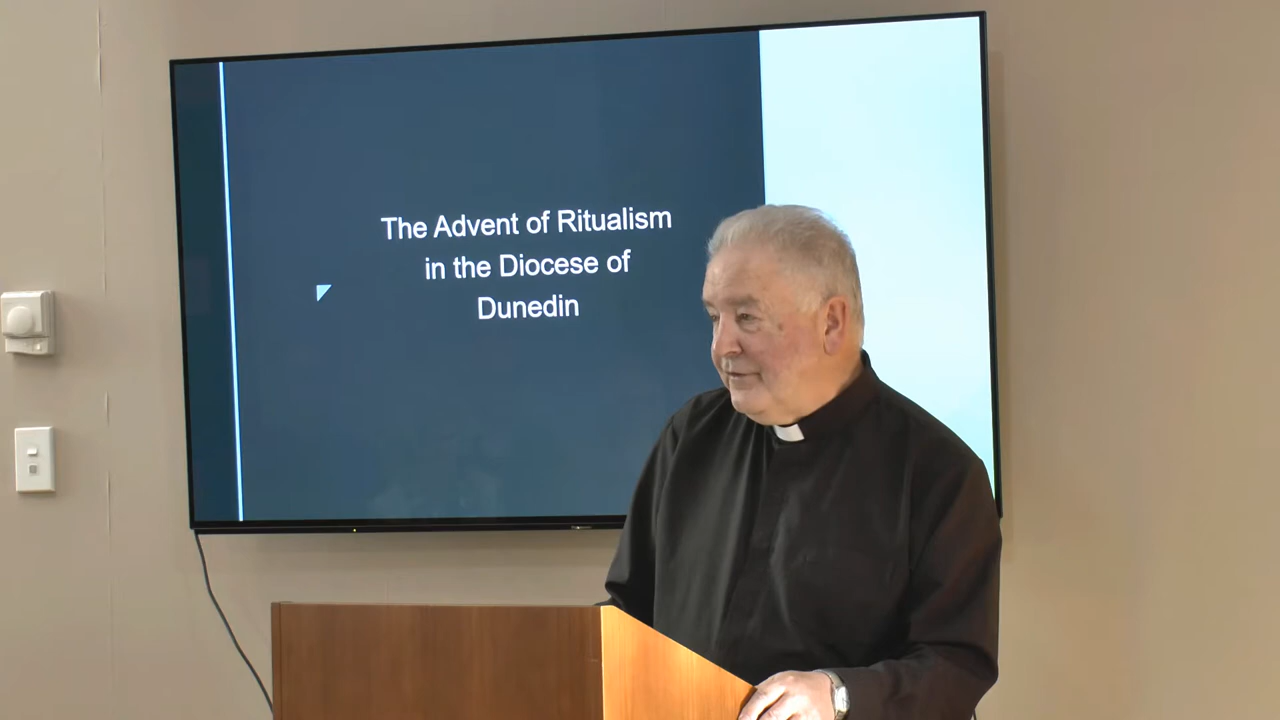 The Advent of Ritualism
in the Diocese of
Dunedin